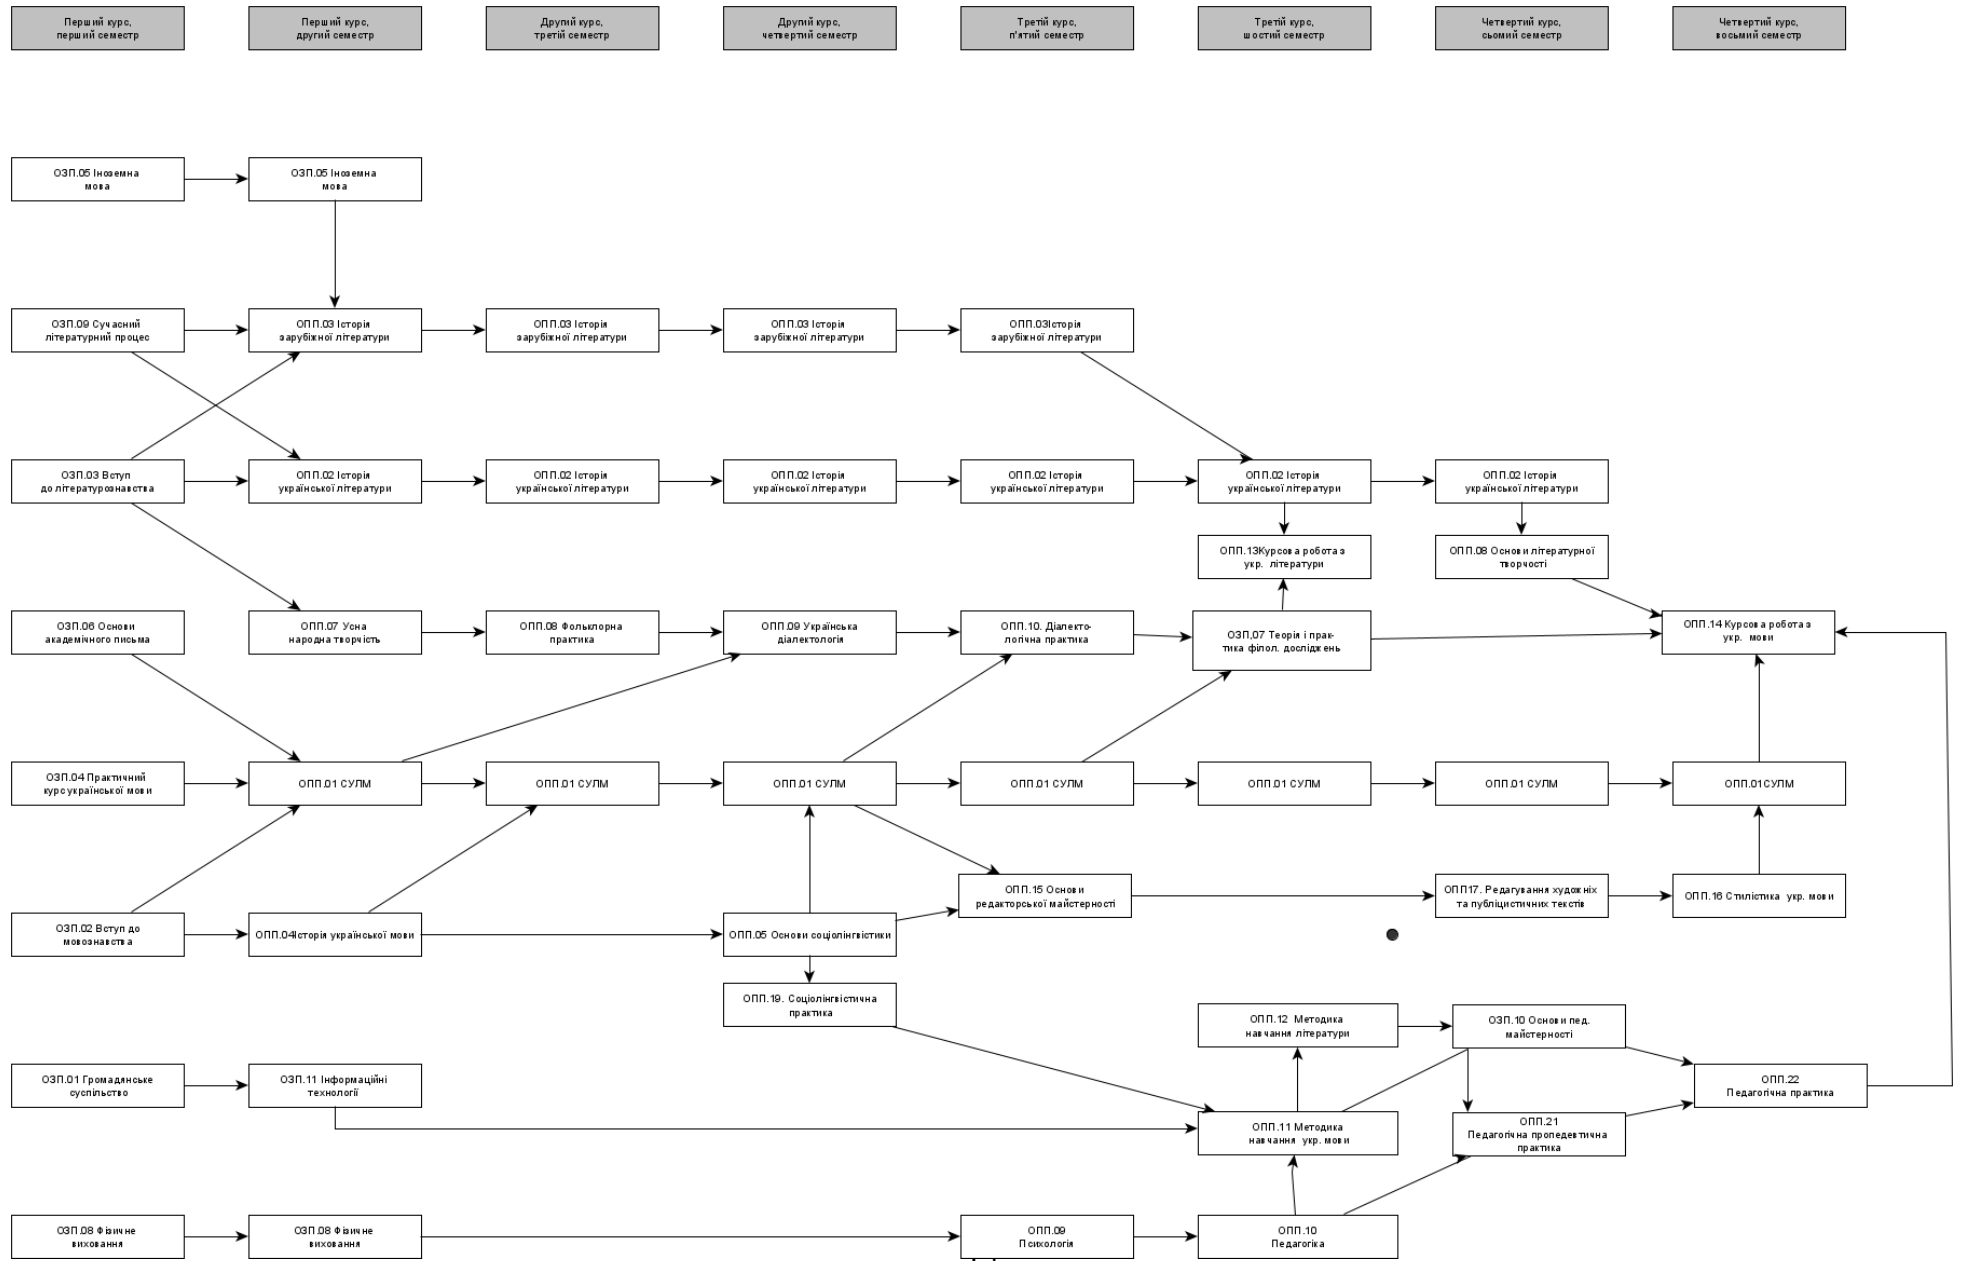 Перший курс,
перший семестр
Перший курс,
другий семестр
Другий курс,
третій семестр
Другий курс,
четвертий семестр
Третій курс,
п'ятий семестр
Третій курс,
шостий семестр
Четвертий курс,
сьомий семестр
Четвертий курс,
восьмий семестр
ОЗП.05 Іноземна
мова
ОЗП.05 Іноземна
мова
ОЗП.09 Сучасний
літературний процес
ОПП.03 Історія
зарубіжної літератури
ОПП.03 Історія
зарубіжної літератури
ОПП.03 Історія
зарубіжної літератури
ОПП.03Історія
зарубіжної літератури
ОЗП.03 Вступ
до літературознавства
ОПП.02 Історія
української літератури
ОПП.02 Історія
української літератури
ОПП.02 Історія
української літератури
ОПП.02 Історія
української літератури
ОПП.02 Історія
української літератури
ОПП.02 Історія
української літератури
ОПП.13Курсова робота з
укр. літератури
ОПП.08 Основи літературної
творчості
ОЗП.06 Основи
академічного письма
ОПП.07 Усна
народна творчість
ОПП.08 Фольклорна
практика
ОПП.09 Українська
діалектологія
ОПП.10. Діалекто-
логічна практика
ОЗП,07 Теорія і прак-
тика філол. досліджень
ОПП.14 Курсова робота з
укр. мови
ОЗП.04 Практичний
курс української мови
ОПП.01 СУЛМ
ОПП.01 СУЛМ
ОПП.01 СУЛМ
ОПП.01 СУЛМ
ОПП.01 СУЛМ
ОПП.01 СУЛМ
ОПП.01СУЛМ
ОПП.15 Основи
редакторської майстерності
ОПП17. Редагування художніх
та публіцистичних текстів
ОПП.16 Стилістика укр. мови
ОЗП.02 Вступ до
мовознавства
ОПП.04Історія української мови
ОПП.05 Основи соціолінгвістики
ОПП.19. Соціолінгвістична
практика
ОПП.12 Методика
навчання літератури
ОЗП.10 Основи пед.
майстерності
ОЗП.01 Громадянське
суспільство
ОЗП.11 Інформаційні
технології
ОПП.22
Педагогічна практика
ОПП.11 Методика
навчання укр. мови
ОПП.21
Педагогічна пропедевтична
практика
ОЗП.08 Фізичне
виховання
ОЗП.08 Фізичне
виховання
ОПП.09
Психологія
ОПП.10
Педагогіка